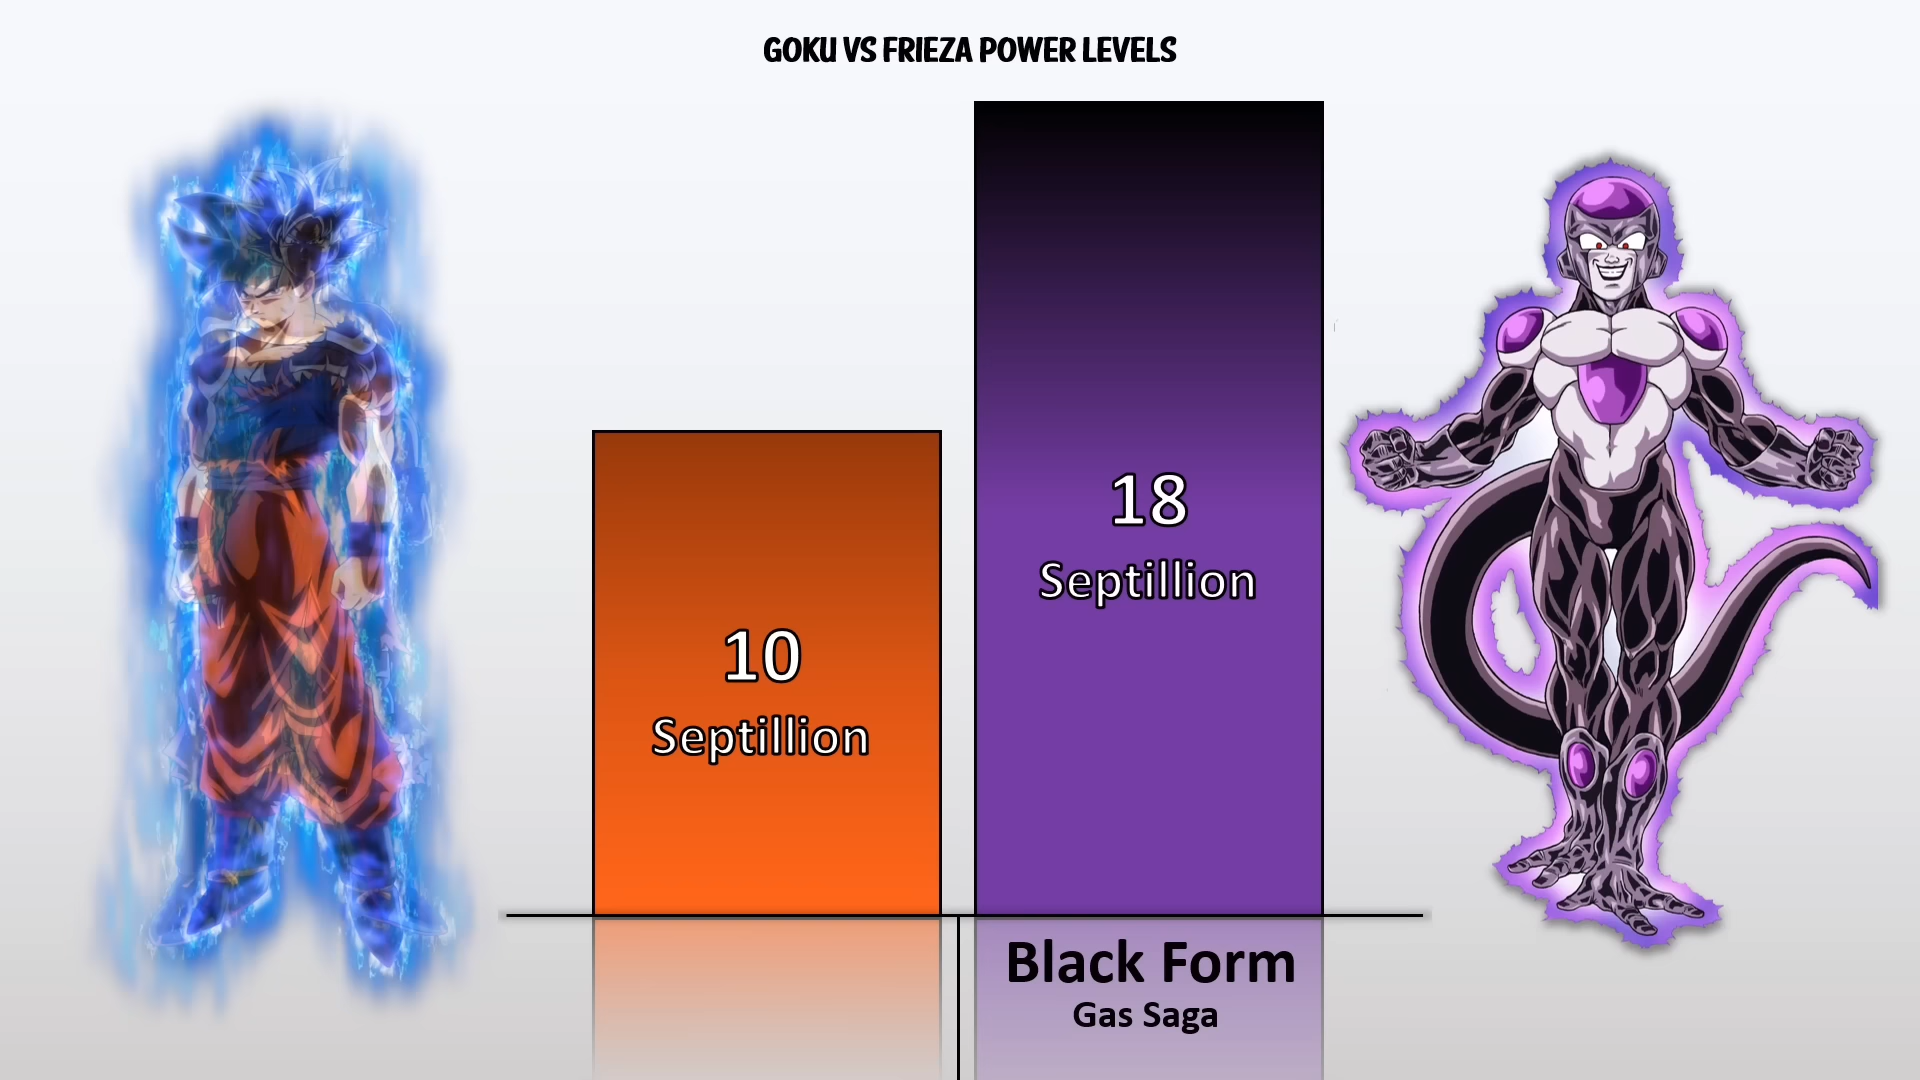 GOKU VS FRIEZA POWER LEVELS
10
Septillion
18
Septillion
Black Form
Gas Saga